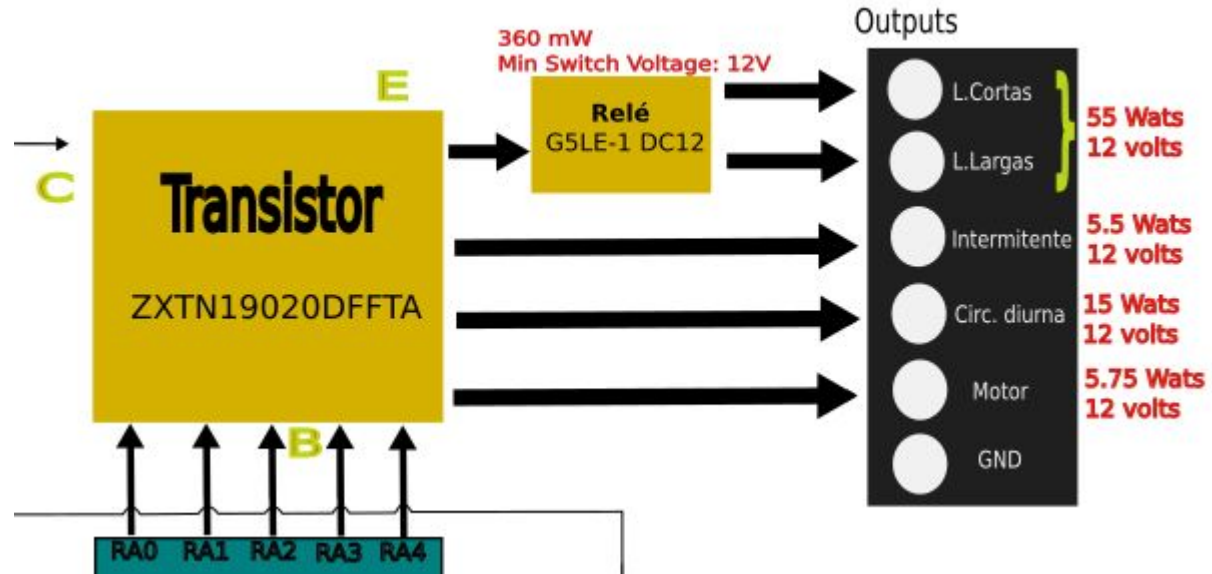 Outputs
360 mW
Min Switch Voltage: 12V
E
C
Transistor
ZXTN19020DFFTA
B
Relé
G5LE-1 DC12
L.Cortas
L.Largas
55 Wats
12 volts
Intermitente
5.5 Wats
12 volts
Circ. diurna
15 Wats
12 volts
Motor
5.75 Wats
12 volts
GND
RA0 RA1 RA2 RA3 RA4